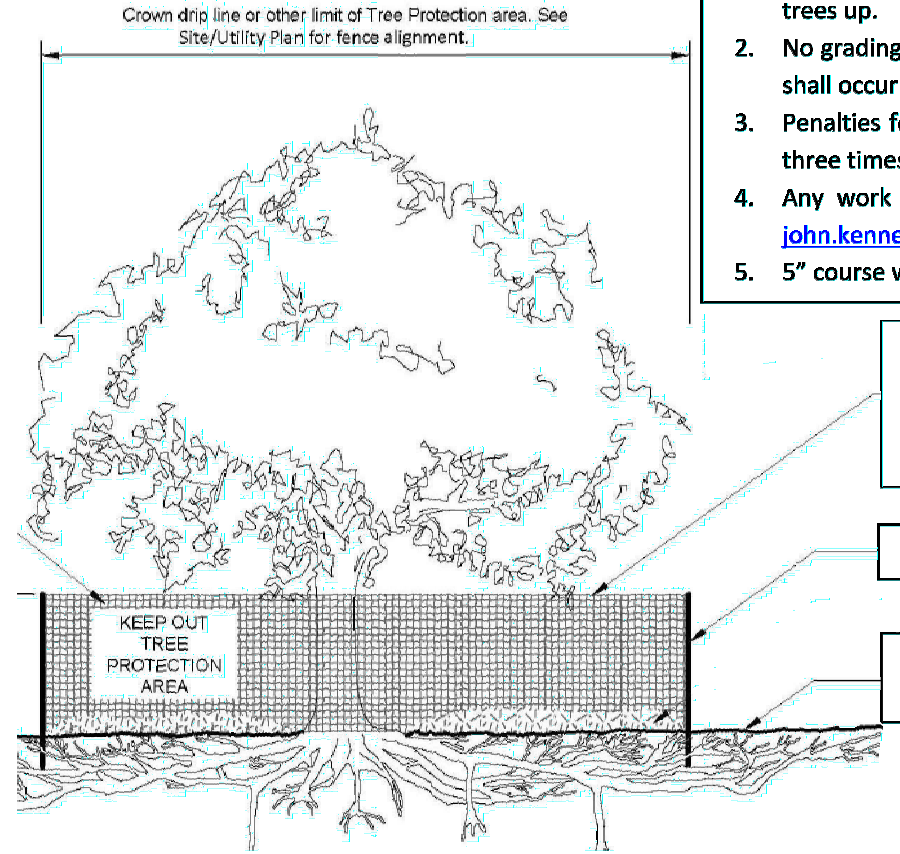 Crown drip line or other limit of Tree Protection area. See
Site/Utility Plan for fence alignment.
trees up.
2. No grading
shall occur
3. Penalties
three times
4. Any work
john.kenne
5. 5” course
KEEP OUT
TREE
PROTECTION
AREA